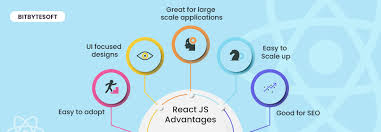 BITBYTESOFT
Great for large
scale applications
UI focused
designs
Easy to
Scale up
Easy to adopt
Good for SEO
React JS
Advantages